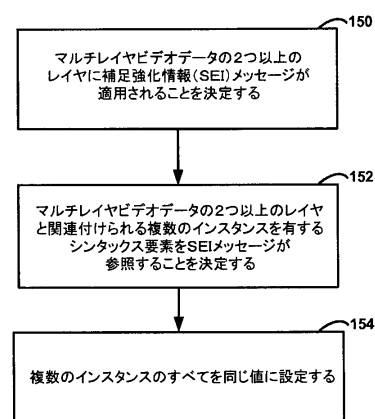 150
マルチレイヤビデオデータの2つ以上の
レイヤに補足強化情報(SEI)メッセージが
適用されることを決定する
152
マルチレイヤビデオデータの2つ以上のレイヤ
と関連付けられる複数のインスタンスを有する
シンタックス要素をSEIメッセージが
参照することを決定する
154
複数のインスタンスのすべてを同じ値に設定する